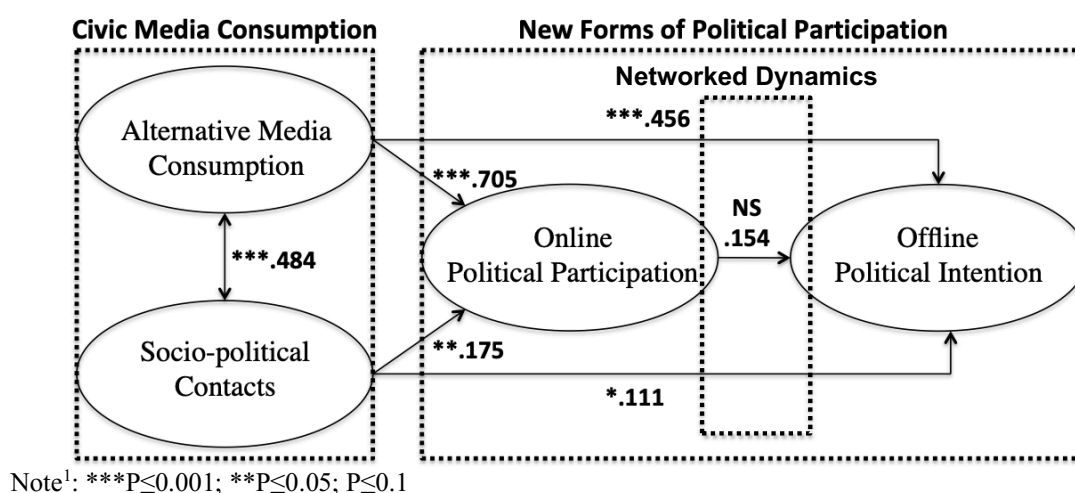 Civic Media Consumption
New Forms of Political Participation
Networked Dynamics
Alternative Media
Consumption
***.456
***.705
NS
.154
Online
Political Participation
Offline
Political Intention
***.484
Socio-political
Contacts
**.175
*.111
Note1: ***P≤0.001; **P≤0.05; P≤0.1